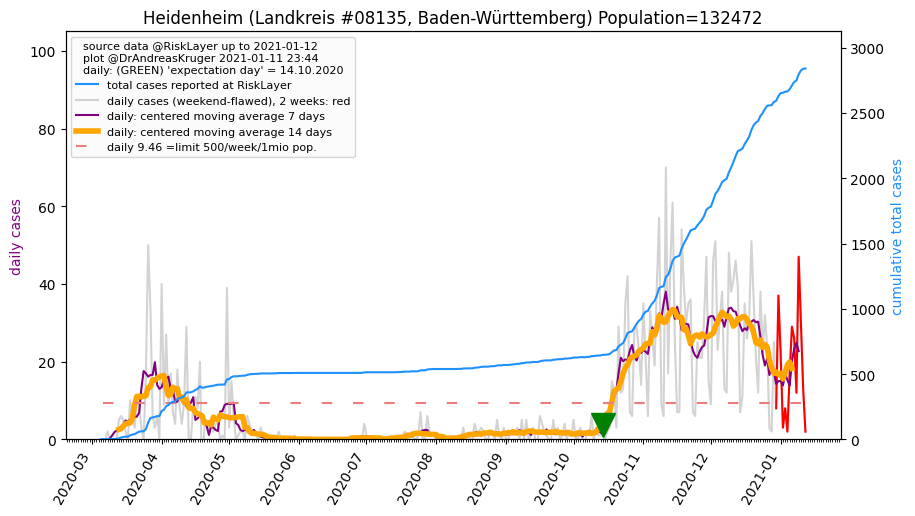 Heidenheim (Landkreis #08135, Baden-Württemberg) Population=132472
source data @RiskLayer up to 2021-01-12
plot @DrAndreasKruger 2021-01-11 23:44
daily: (GREEN) 'expectation day' = 14.10.2020
total cases reported at RiskLayer
daily cases (weekend-flawed), 2 weeks: red
daily: centered moving average 7 days
daily: centered moving average 14 days
daily 9.46 =limit 500/week/1mio pop.
daily cases
100
80
60
40
20
0
cumulative total cases
3000
2500
2000
1500
1000
500
0
2020-03
2020-04
2020-05
2020-06
2020-07
2020-08
2020-09
2020-10
2020-11
2020-12
2021-01